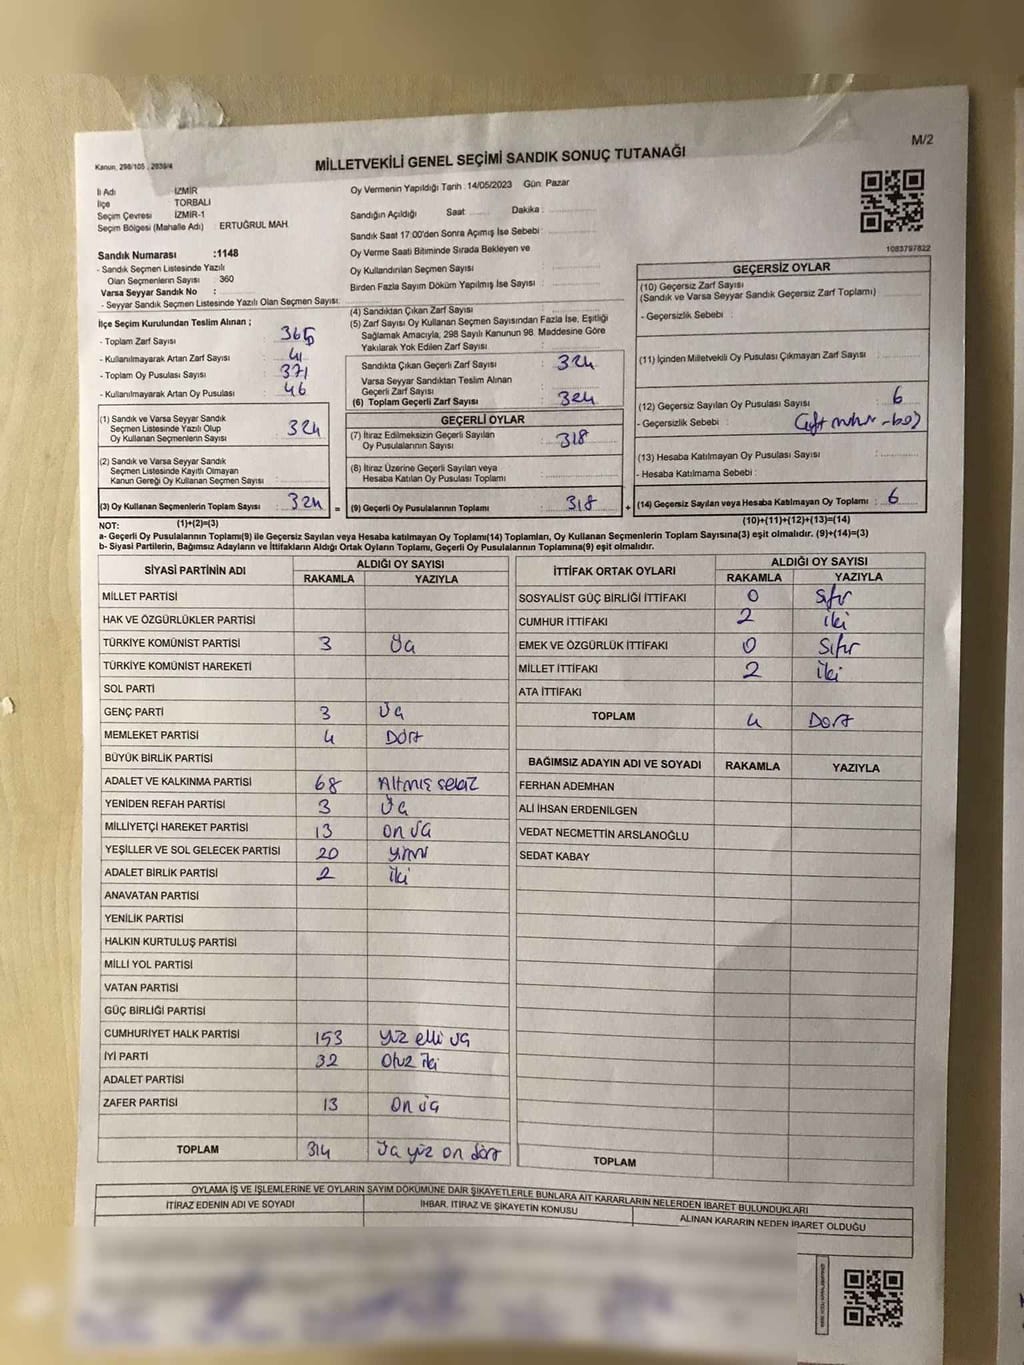 M/2
Kanun, 298/105 , 2839/4
MİLLETVEKİLİ GENEL SEÇİMİ SANDIK SONUÇ TUTANAĞI
İl Adı : İZMİR
İlçe : TORBALI
Seçim Çevresi : İZMİR-1
Seçim Bölgesi (Mahalle Adı) : ERTUĞRUL MAH
Sandık Numarası :1148
- Sandık Seçmen Listesinde Yazılı
Olan Seçmenlerin Sayısı : 360
Varsa Seyyar Sandık No :
- Seyyar Sandık Seçmen Listesinde Yazılı Olan Seçmen Sayısı:
Oy Vermenin Yapıldığı Tarih : 14/05/2023 Gün: Pazar
Sandığın Açıldığı Saat Dakika :
Sandık Saat 17:00'den Sonra Açımış İse Sebebi :
Oy Verme Saati Bitiminde Sırada Bekleyen ve
Oy Kullandırılan Seçmen Sayısı :
Birden Fazla Sayım Döküm Yapılmış İse Sayısı :
1083797822
İlçe Seçim Kurulundan Teslim Alınan ;
- Toplam Zarf Sayısı : 365
- Kullanılmayarak Artan Zarf Sayısı : 41
- Toplam Oy Pusulası Sayısı : 371
- Kullanılmayarak Artan Oy Pusulası : 46
(1) Sandık ve Varsa Seyyar Sandık
Seçmen Listesinde Yazılı Olup
Oy Kullanan Seçmenlerin Sayısı : 324
(2) Sandık ve Varsa Seyyar Sandık
Seçmen Listesinde Kayıtlı Olmayan
Kanun Gereği Oy Kullanan Seçmen Sayısı :
(3) Oy Kullanan Seçmenlerin Toplam Sayısı : 324
(1)+(2)=(3)
(4) Sandıktan Çıkan Zarf Sayısı :
(5) Zarf Sayısı Oy Kullanan Seçmen Sayısından Fazla İse, Eşitliği
Sağlamak Amacıyla, 298 Sayılı Kanunun 98. Maddesine Göre
Yakılarak Yok Edilen Zarf Sayısı :
Sandıkta Çıkan Geçerli Zarf Sayısı : 324
Varsa Seyyar Sandıktan Teslim Alınan
Geçerli Zarf Sayısı :
(6) Toplam Geçerli Zarf Sayısı : 324
GEÇERLİ OYLAR
(7) İtiraz Edilmeksizin Geçerli Sayılan
Oy Pusulalarının Sayısı : 318
(8) İtiraz Üzerine Geçerli Sayılan veya
Hesaba Katılan Oy Pusulası Toplamı :
= (9) Geçerli Oy Pusulalarının Toplamı : 318
GEÇERSİZ OYLAR
(10) Geçersiz Zarf Sayısı
(Sandık ve Varsa Seyyar Sandık Geçersiz Zarf Toplamı) :
- Geçersizlik Sebebi :
(11) İçinden Milletvekili Oy Pusulası Çıkmayan Zarf Sayısı :
(12) Geçersiz Sayılan Oy Pusulası Sayısı : 6
- Geçersizlik Sebebi : Çift mühür - boş
(13) Hesaba Katılmayan Oy Pusulası Sayısı :
- Hesaba Katılmama Sebebi :
+ (14) Geçersiz Sayılan veya Hesaba Katılmayan Oy Toplamı : 6
(10)+(11)+(12)+(13)=(14)
NOT:
a- Geçerli Oy Pusulalarının Toplamı(9) ile Geçersiz Sayılan veya Hesaba katılmayan Oy Toplamı(14) Toplamları, Oy Kullanan Seçmenlerin Toplam Sayısına(3) eşit olmalıdır. (9)+(14)=(3)
b- Siyasi Partilerin, Bağımsız Adayların ve İttifakların Aldığı Ortak Oyların Toplamı, Geçerli Oy Pusulalarının Toplamına(9) eşit olmalıdır.
SİYASİ PARTİNİN ADI ALDIĞI OY SAYISI
RAKAMLA YAZIYLA
MİLLET PARTİSİ
HAK VE ÖZGÜRLÜKLER PARTİSİ
TÜRKİYE KOMÜNİST PARTİSİ 3 Üç
TÜRKİYE KOMÜNİST HAREKETİ
SOL PARTİ
GENÇ PARTİ 3 Üç
MEMLEKET PARTİSİ 4 Dört
BÜYÜK BİRLİK PARTİSİ
ADALET VE KALKINMA PARTİSİ 68 Altmış sekiz
YENİDEN REFAH PARTİSİ 3 Üç
MİLLİYETÇİ HAREKET PARTİSİ 13 on üç
YEŞİLLER VE SOL GELECEK PARTİSİ 20 yirmi
ADALET BİRLİK PARTİSİ 2 iki
ANAVATAN PARTİSİ
YENİLİK PARTİSİ
HALKIN KURTULUŞ PARTİSİ
MİLLİ YOL PARTİSİ
VATAN PARTİSİ
GÜÇ BİRLİĞİ PARTİSİ
CUMHURİYET HALK PARTİSİ 153 yüz elli üç
İYİ PARTİ 32 Otuz iki
ADALET PARTİSİ
ZAFER PARTİSİ 13 On üç
TOPLAM 314 Üç yüz on dört
İTTİFAK ORTAK OYLARI ALDIĞI OY SAYISI
RAKAMLA YAZIYLA
SOSYALİST GÜÇ BİRLİĞİ İTTİFAKI 0 Sıfır
CUMHUR İTTİFAKI 2 iki
EMEK VE ÖZGÜRLÜK İTTİFAKI 0 Sıfır
MİLLET İTTİFAKI 2 iki
ATA İTTİFAKI
TOPLAM 4 Dört
BAĞIMSIZ ADAYIN ADI VE SOYADI RAKAMLA YAZIYLA
FERHAN ADEMHAN
ALİ İHSAN ERDENİLGEN
VEDAT NECMETTİN ARSLANOĞLU
SEDAT KABAY
TOPLAM
OYLAMA İŞ VE İŞLEMLERİNE VE OYLARIN SAYIM DÖKÜMÜNE DAİR ŞİKAYETLERLE BUNLARA AİT KARARLARIN NELERDEN İBARET BULUNDUKLARI
İTİRAZ EDENİN ADI VE SOYADI İHBAR, İTİRAZ VE ŞİKAYETİN KONUSU ALINAN KARARIN NEDEN İBARET OLDUĞU